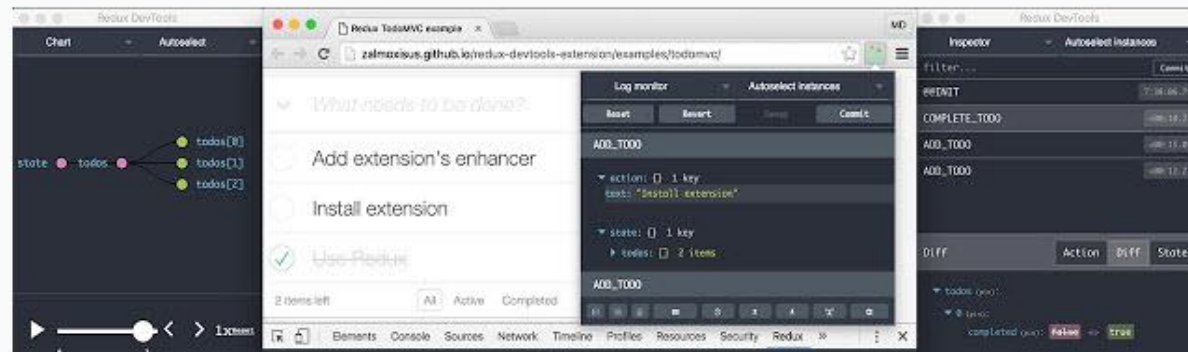 Redux DevTools
Chart
Autoselect
state
todos
todos[0]
todos[1]
todos[2]
1x
Redux TodoMVC example
MD
zalmoxisus.github.io/redux-devtools-extension/examples/todomvc/
What needs to be done?
Add extension's enhancer
Install extension
Use Redux
2 items left
All Active Completed
Log monitor
Autoselect instances
Reset Revert Commit
ADD_TODO
action: {} 1 key
text: "Install extension"
state: {} 1 key
todos: [] 2 items
ADD_TODO
Elements Console Sources Network Timeline Profiles Resources Security Redux »
Redux DevTools
Inspector
Autoselect instances
filter...
Commit
@@INIT
COMPLETE_TODO
ADD_TODO
ADD_TODO
Diff
Action Diff State
todos
0
completed false => true